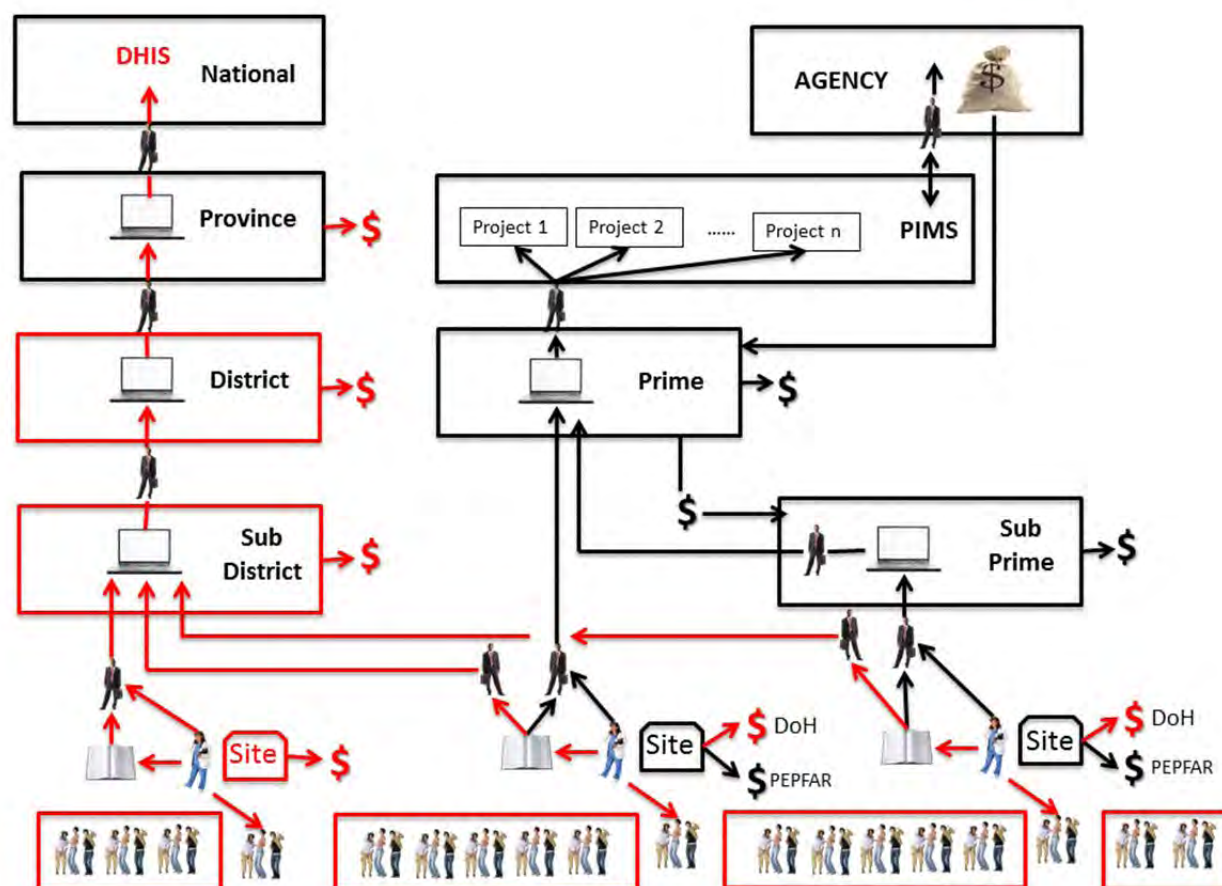 DHIS
National
AGENCY
$
Province
$
Project 1
Project 2
......
Project n
PIMS
District
$
Prime
$
Sub
District
$
$
Sub
Prime
$
Site
$
Site
$ DoH
$ PEPFAR
Site
$ DoH
$ PEPFAR